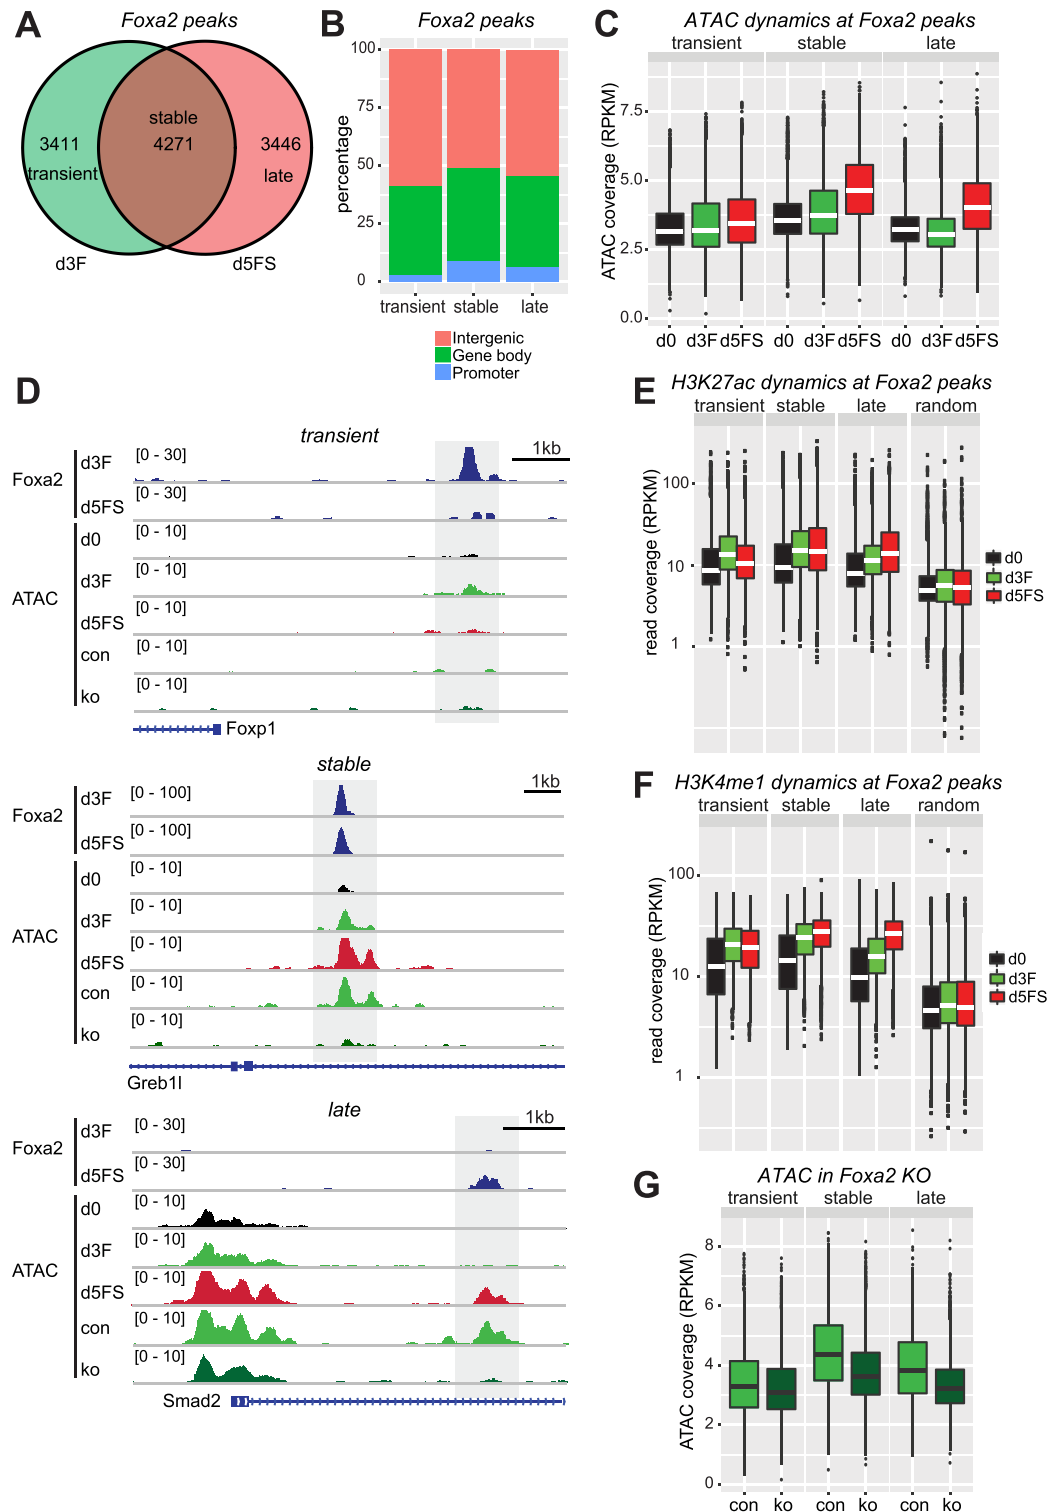 A
Foxa2 peaks
stable
3411
4271
3446
transient
late
d3F
d5FS
B
Foxa2 peaks
percentage
100
75
50
25
0
transient
stable
late
Intergenic
Gene body
Promoter
C
ATAC dynamics at Foxa2 peaks
transient
stable
late
ATAC coverage (RPKM)
7.5
5.0
2.5
0.0
d0
d3F
d5FS
d0
d3F
d5FS
d0
d3F
d5FS
D
transient
1kb
Foxa2
d3F
[0 - 30]
d5FS
[0 - 30]
ATAC
d0
[0 - 10]
d3F
[0 - 10]
d5FS
[0 - 10]
con
[0 - 10]
ko
[0 - 10]
Foxp1
stable
1kb
Foxa2
d3F
[0 - 100]
d5FS
[0 - 100]
ATAC
d0
[0 - 10]
d3F
[0 - 10]
d5FS
[0 - 10]
con
[0 - 10]
ko
[0 - 10]
Greb1l
late
1kb
Foxa2
d3F
[0 - 30]
d5FS
[0 - 30]
ATAC
d0
[0 - 10]
d3F
[0 - 10]
d5FS
[0 - 10]
con
[0 - 10]
ko
[0 - 10]
Smad2
E
H3K27ac dynamics at Foxa2 peaks
transient
stable
late
random
read coverage (RPKM)
100
10
1
d0
d3F
d5FS
F
H3K4me1 dynamics at Foxa2 peaks
transient
stable
late
random
read coverage (RPKM)
100
10
1
d0
d3F
d5FS
G
ATAC in Foxa2 KO
transient
stable
late
ATAC coverage (RPKM)
8
6
4
2
0
con
ko
con
ko
con
ko